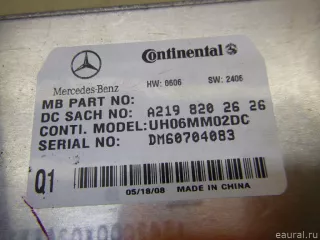 Continental
Mercedes-Benz
HW: 0606 SW: 2406
MB PART NO:
DC SACH NO: A219 820 26 26
CONTI. MODEL: UH06MM02DC
SERIAL NO: DM60704083
Q1
05/18/08 MADE IN CHINA
© eaural.ru